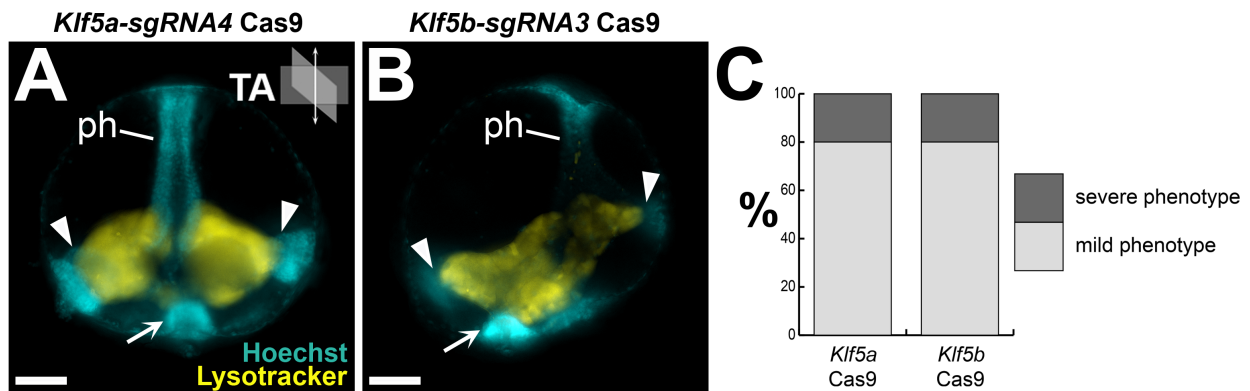 Klf5a-sgRNA4 Cas9
A
TA
ph
Hoechst
Lysotracker
Klf5b-sgRNA3 Cas9
B
ph
C
%
100
80
60
40
20
0
Klf5a
Cas9
Klf5b
Cas9
severe phenotype
mild phenotype